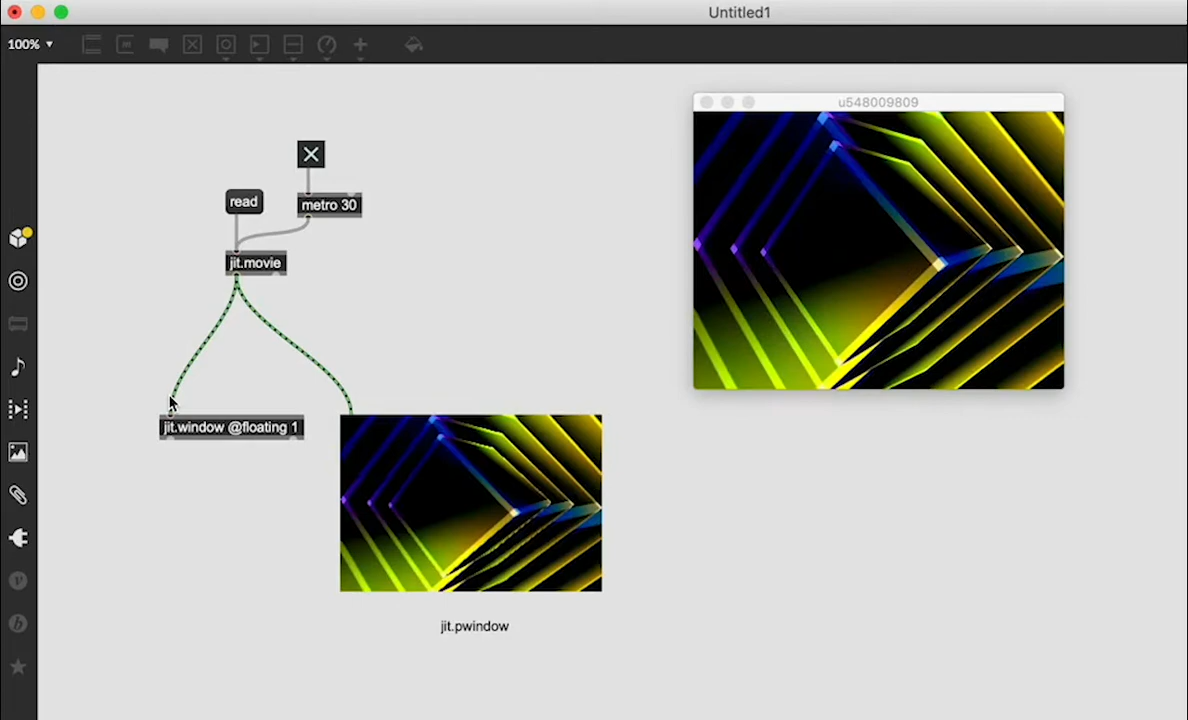 Untitled1
100%
u548009809
read
metro 30
jit.movie
jit.window @floating 1
jit.pwindow